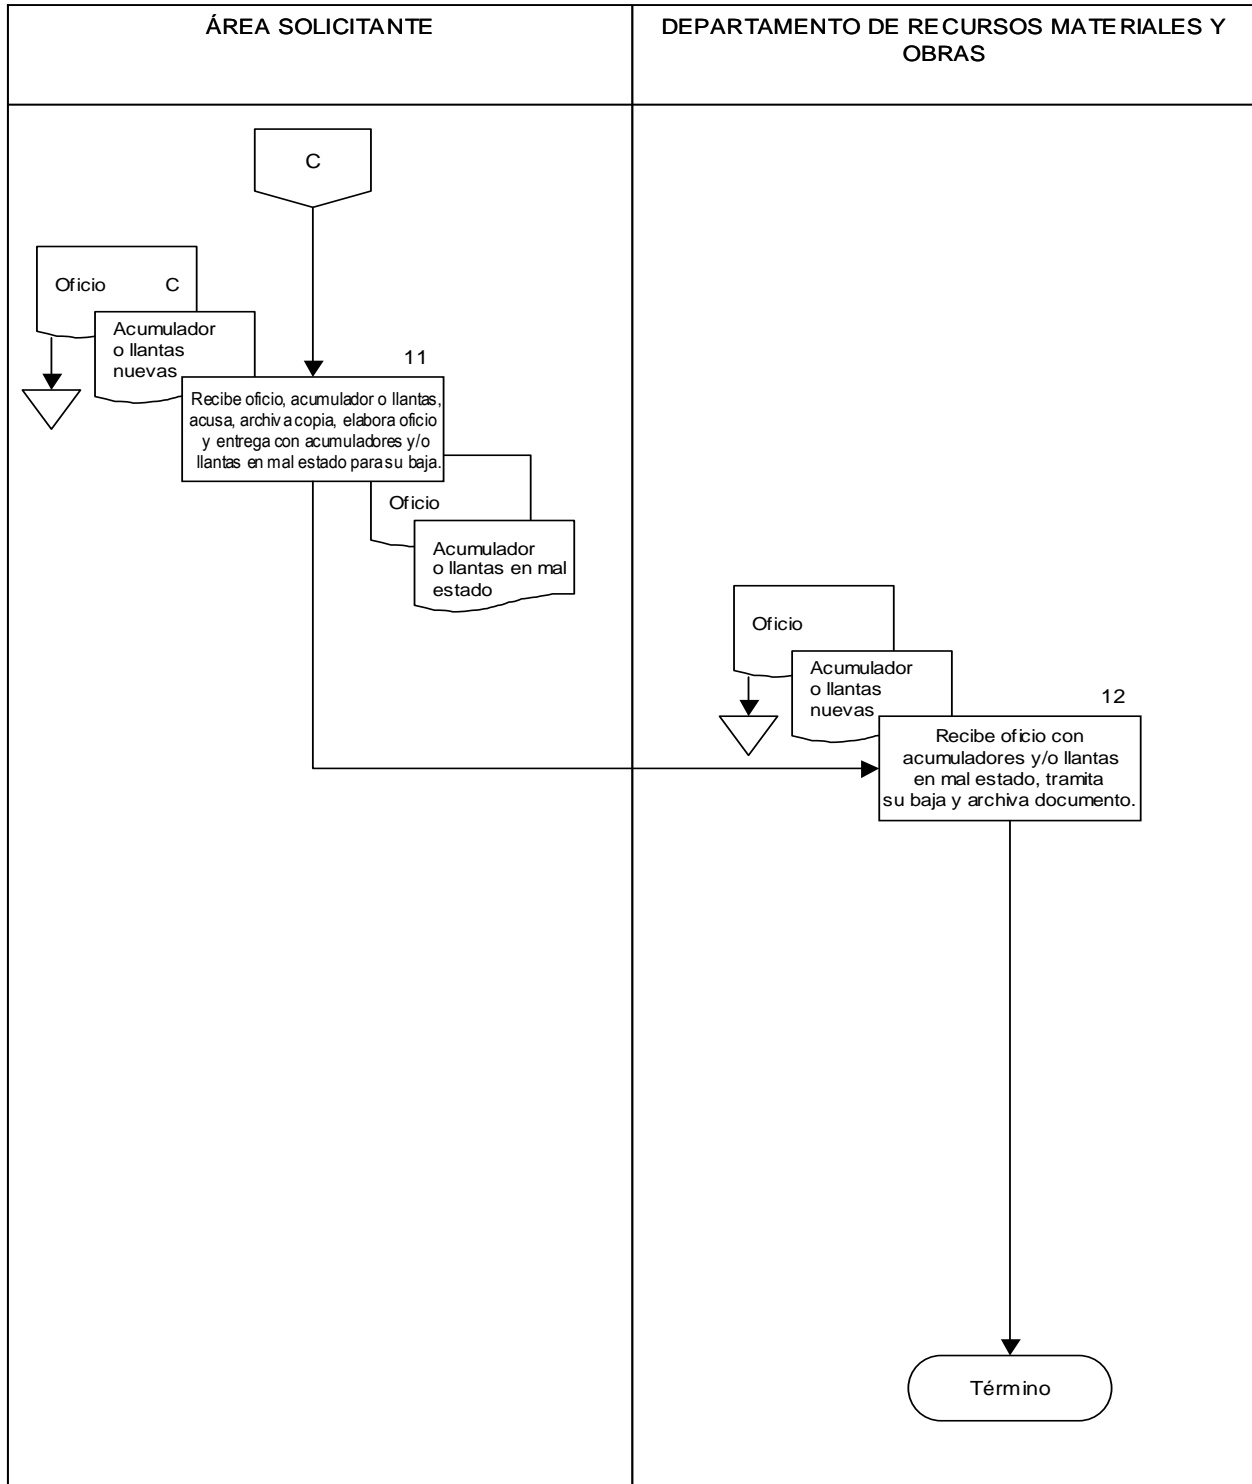 ÁREA SOLICITANTE
DEPARTAMENTO DE RECURSOS MATERIALES Y
OBRAS
C
Oficio C
Acumulador
o llantas
nuevas
11
Recibe oficio, acumulador o llantas,
acusa, archiva copia, elabora oficio
y entrega con acumuladores y/o
llantas en mal estado para su baja.
Oficio
Acumulador
o llantas en mal
estado
Oficio
Acumulador
o llantas
nuevas
12
Recibe oficio con
acumuladores y/o llantas
en mal estado, tramita
su baja y archiva documento.
Término